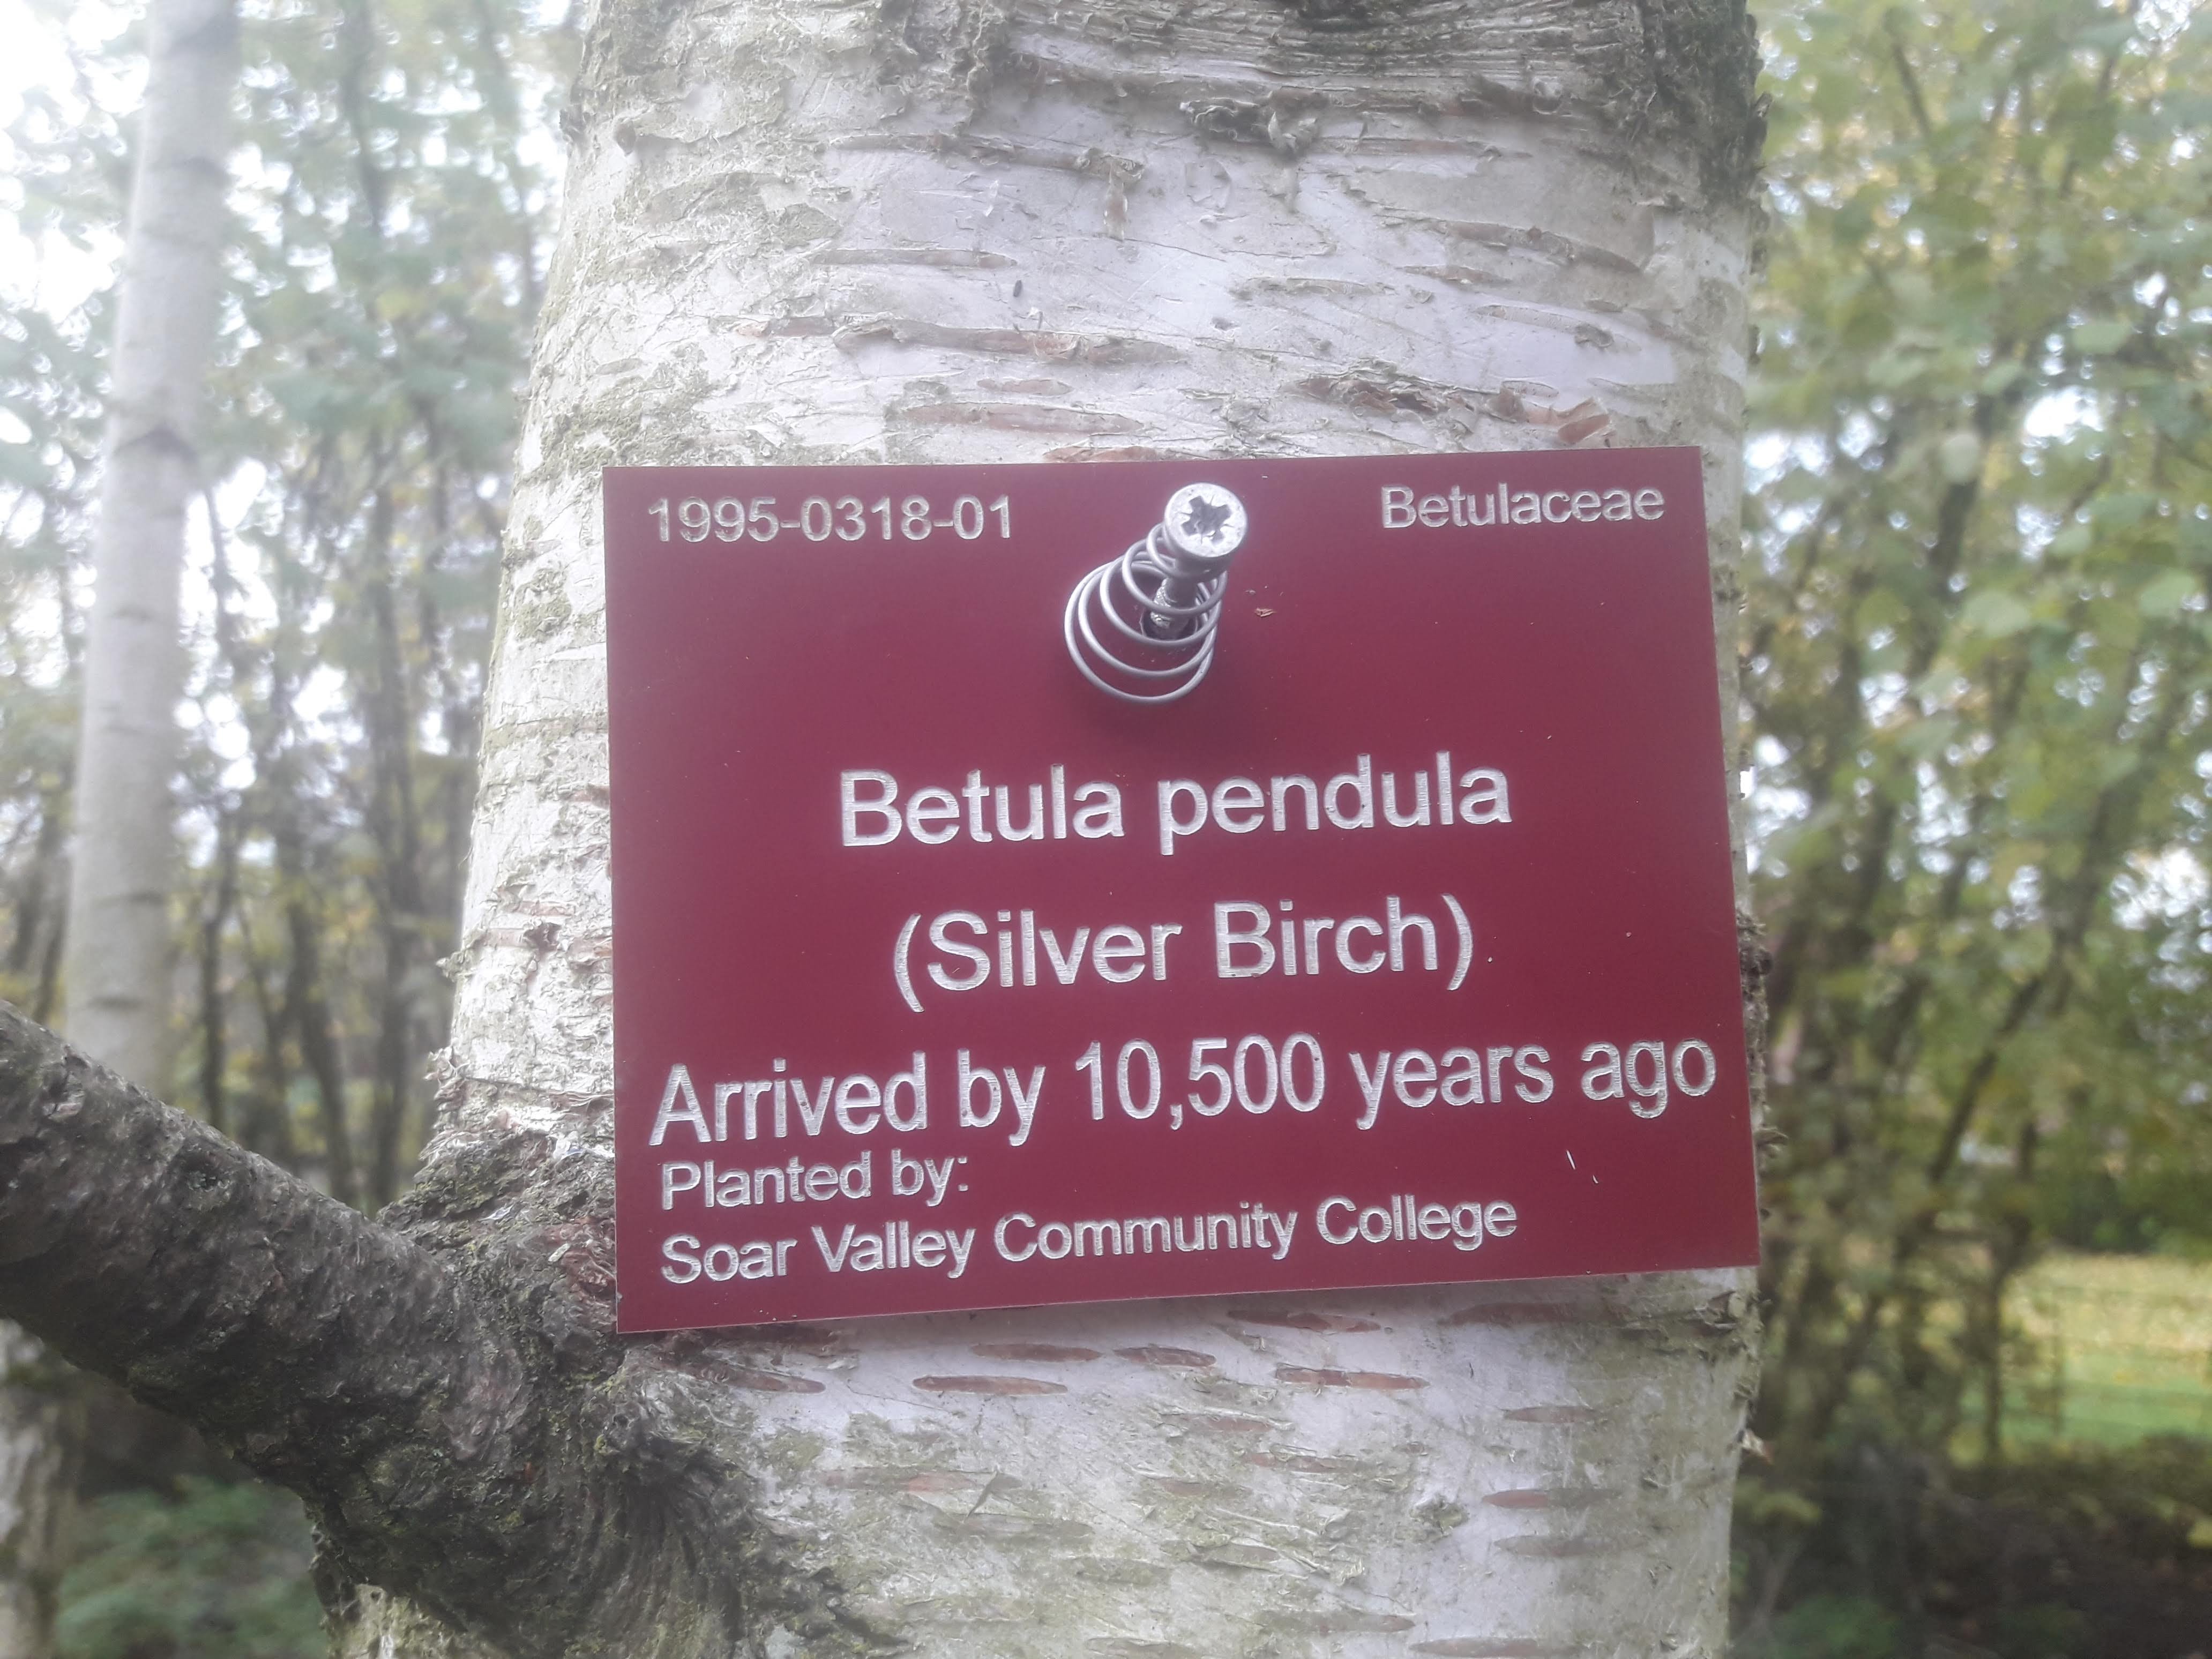 1995-0318-01 Betulaceae
Betula pendula
(Silver Birch)
Arrived by 10,500 years ago
Planted by:
Soar Valley Community College